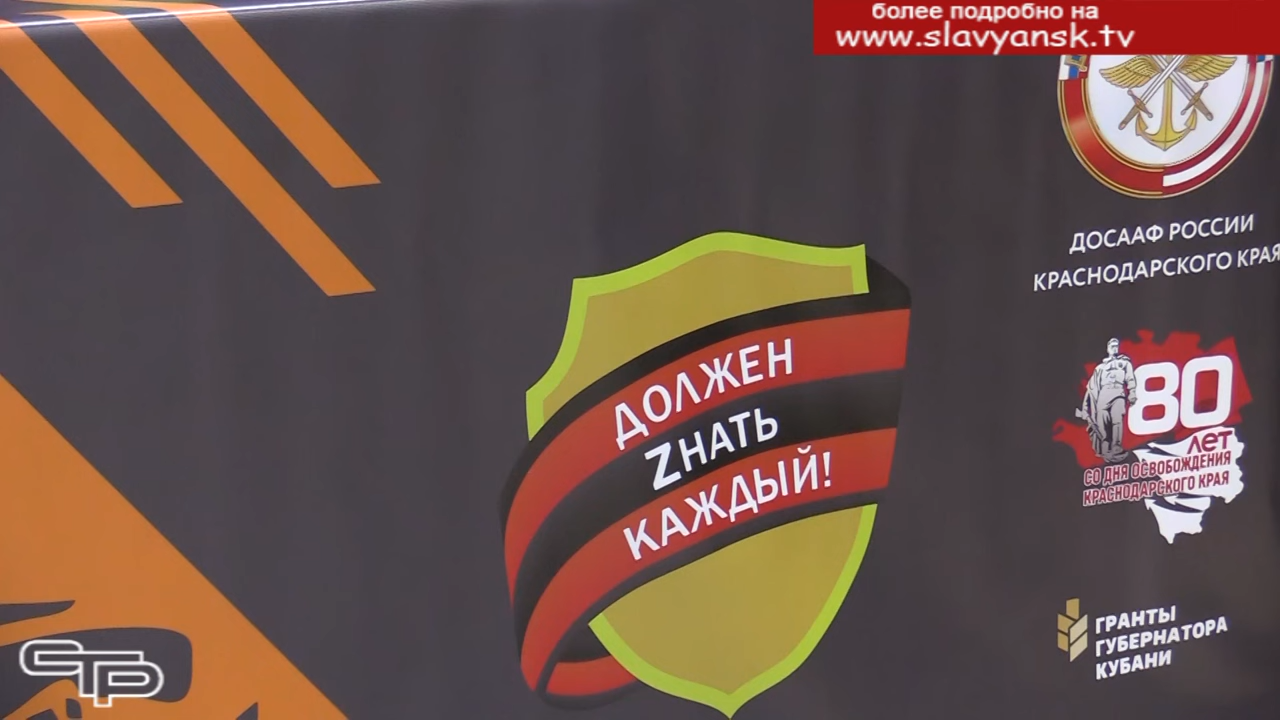 более подробно на
www.slavyansk.tv
ДОСААФ РОССИИ
КРАСНОДАРСКОГО КРАЯ
ДОЛЖЕН
ZНАТЬ
КАЖДЫЙ!
80
лет
СО ДНЯ ОСВОБОЖДЕНИЯ
КРАСНОДАРСКОГО КРАЯ
ГРАНТЫ
ГУБЕРНАТОРА
КУБАНИ
СТР